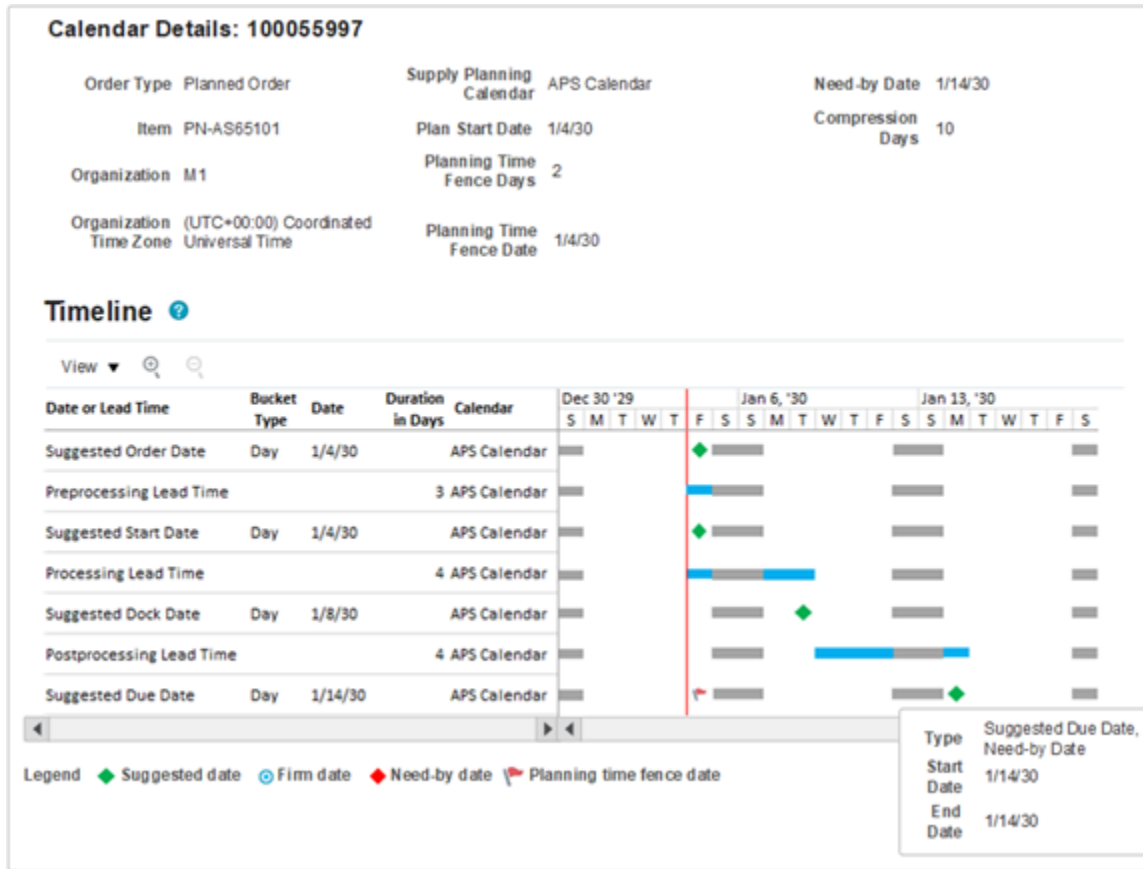 Calendar Details: 100055997
Order Type Planned Order
Supply Planning Calendar APS Calendar
Need-by Date 1/14/30
Item PN-AS65101
Plan Start Date 1/4/30
Compression Days 10
Organization M1
Planning Time Fence Days 2
Organization Time Zone (UTC+00:00) Coordinated Universal Time
Planning Time Fence Date 1/4/30
Timeline ?
View
Date or Lead Time Bucket Type Date Duration in Days Calendar Dec 30 '29 Jan 6, '30 Jan 13, '30
S M T W T F S S M T W T F S S M T W T F S
Suggested Order Date Day 1/4/30 APS Calendar
Preprocessing Lead Time 3 APS Calendar
Suggested Start Date Day 1/4/30 APS Calendar
Processing Lead Time 4 APS Calendar
Suggested Dock Date Day 1/8/30 APS Calendar
Postprocessing Lead Time 4 APS Calendar
Suggested Due Date Day 1/14/30 APS Calendar
Legend Suggested date Firm date Need-by date Planning time fence date
Type Suggested Due Date, Need-by Date
Start Date 1/14/30
End Date 1/14/30